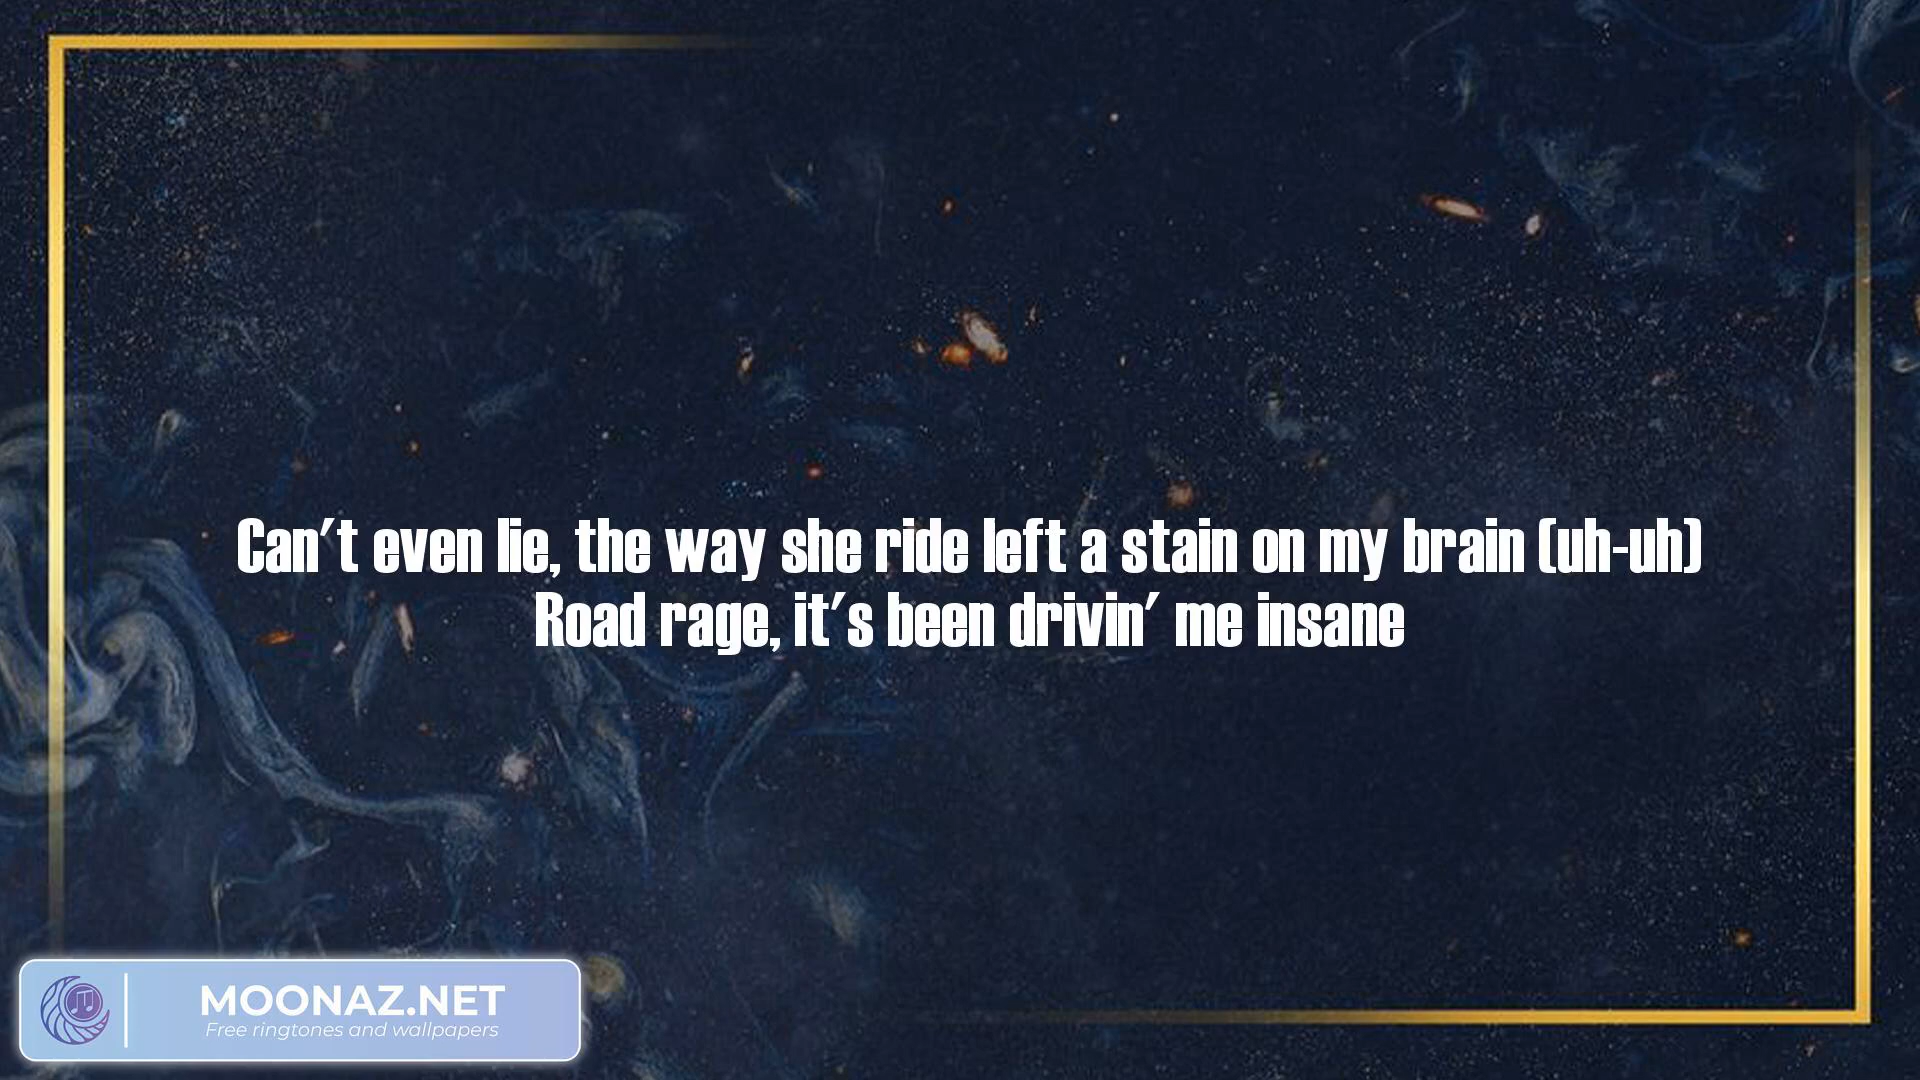 Can't even lie, the way she ride left a stain on my brain (uh-uh)
Road rage, it's been drivin' me insane
MOONAZ.NET
Free ringtones and wallpapers